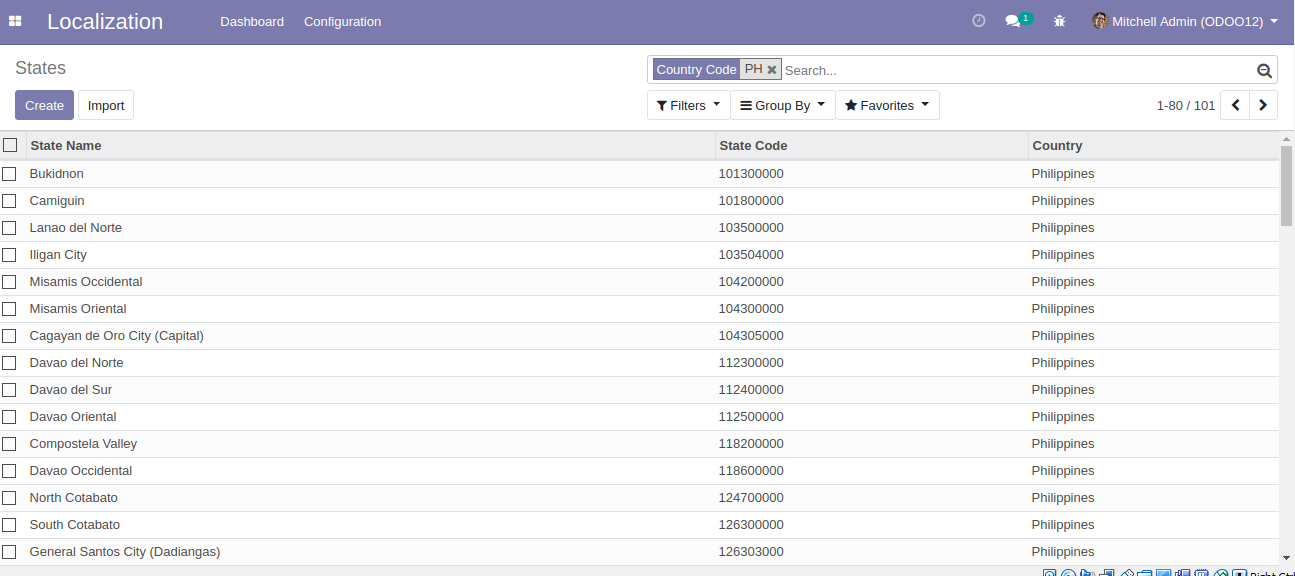 Localization Dashboard Configuration 1 Mitchell Admin (ODOO12)
States Country Code PH Search...
Create Import Filters Group By Favorites 1-80 / 101
State Name State Code Country
Bukidnon 101300000 Philippines
Camiguin 101800000 Philippines
Lanao del Norte 103500000 Philippines
Iligan City 103504000 Philippines
Misamis Occidental 104200000 Philippines
Misamis Oriental 104300000 Philippines
Cagayan de Oro City (Capital) 104305000 Philippines
Davao del Norte 112300000 Philippines
Davao del Sur 112400000 Philippines
Davao Oriental 112500000 Philippines
Compostela Valley 118200000 Philippines
Davao Occidental 118600000 Philippines
North Cotabato 124700000 Philippines
South Cotabato 126300000 Philippines
General Santos City (Dadiangas) 126303000 Philippines